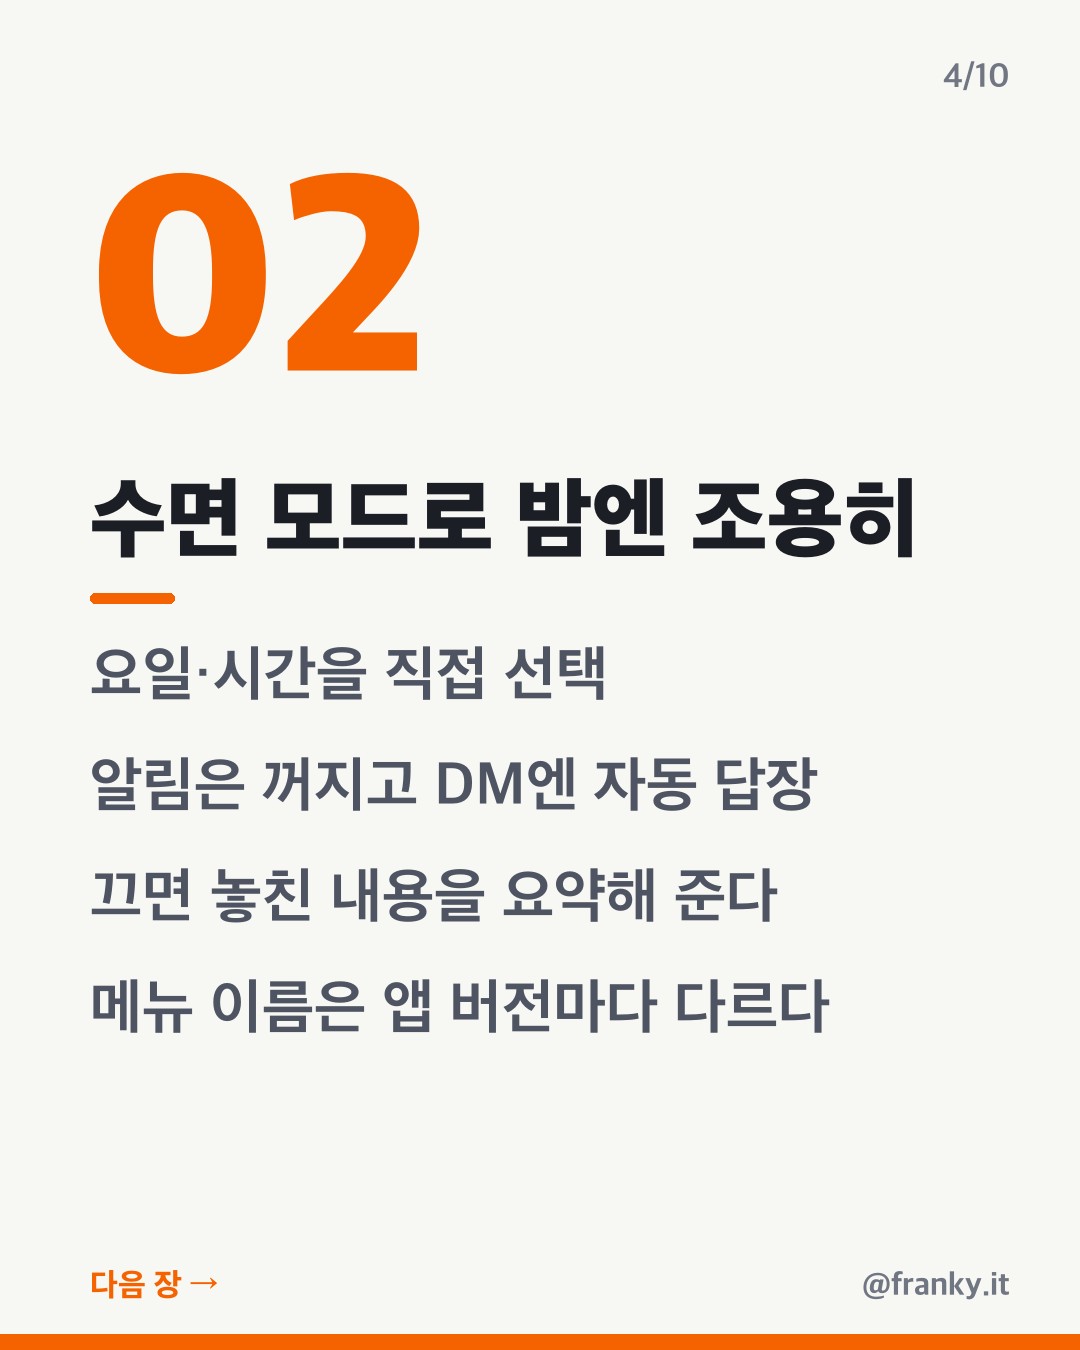 4/10
02
수면 모드로 밤엔 조용히
요일·시간을 직접 선택
알림은 꺼지고 DM엔 자동 답장
끄면 놓친 내용을 요약해 준다
메뉴 이름은 앱 버전마다 다르다
다음 장 →
@franky.it